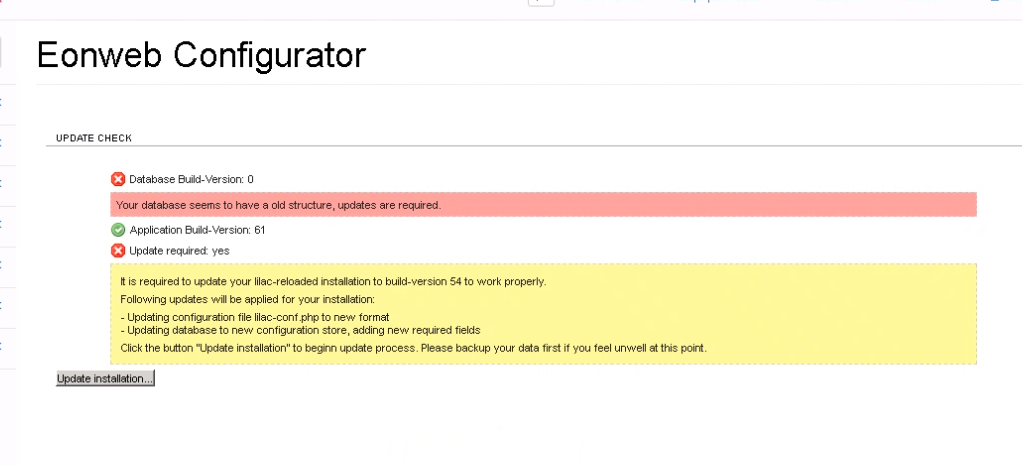 Eonweb Configurator
UPDATE CHECK
Database Build-Version: 0
Your database seems to have a old structure, updates are required.
Application Build-Version: 61
Update required: yes
It is required to update your lilac-reloaded installation to build-version 54 to work properly.
Following updates will be applied for your installation:
- Updating configuration file lilac-conf.php to new format
- Updating database to new configuration store, adding new required fields
Click the button "Update installation" to beginn update process. Please backup your data first if you feel unwell at this point.
Update installation...